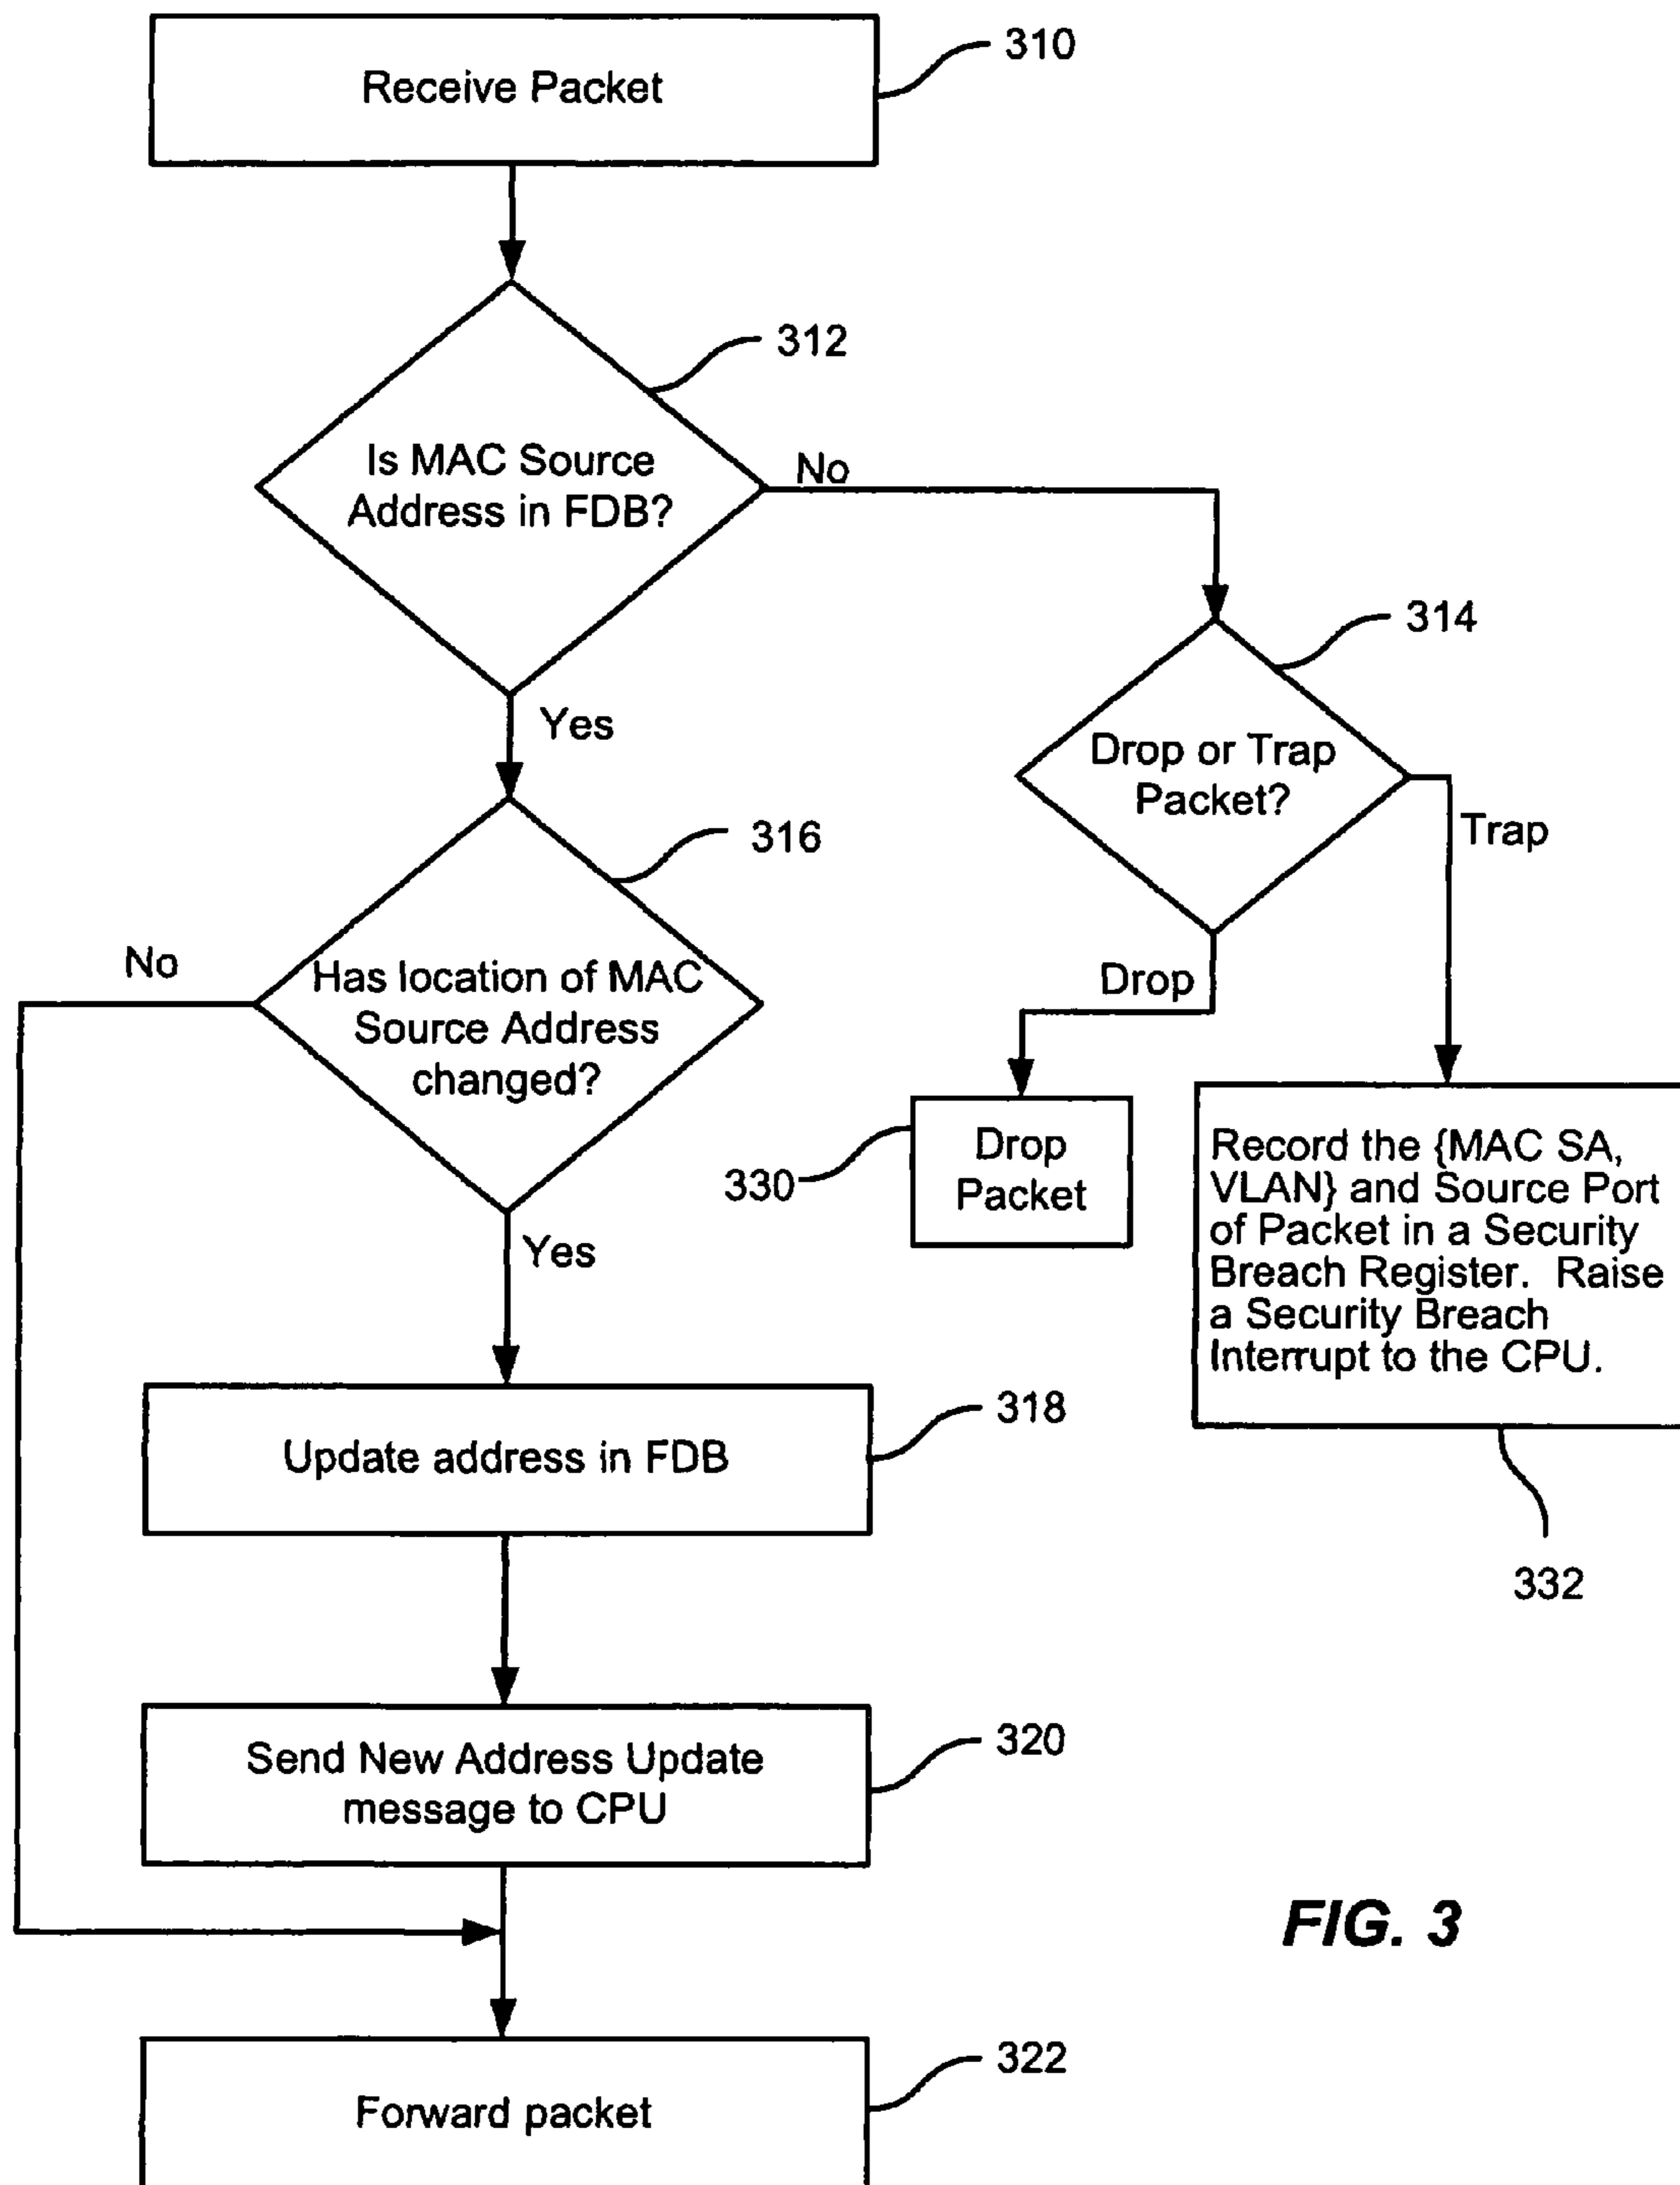 Receive Packet
310
312
Is MAC Source
Address in FDB?
No
Yes
314
Drop or Trap
Packet?
Trap
Drop
316
Has location of MAC
Source Address
changed?
No
Yes
330
Drop
Packet
Record the {MAC SA,
VLAN} and Source Port
of Packet in a Security
Breach Register. Raise
a Security Breach
Interrupt to the CPU.
332
318
Update address in FDB
320
Send New Address Update
message to CPU
322
Forward packet
FIG. 3